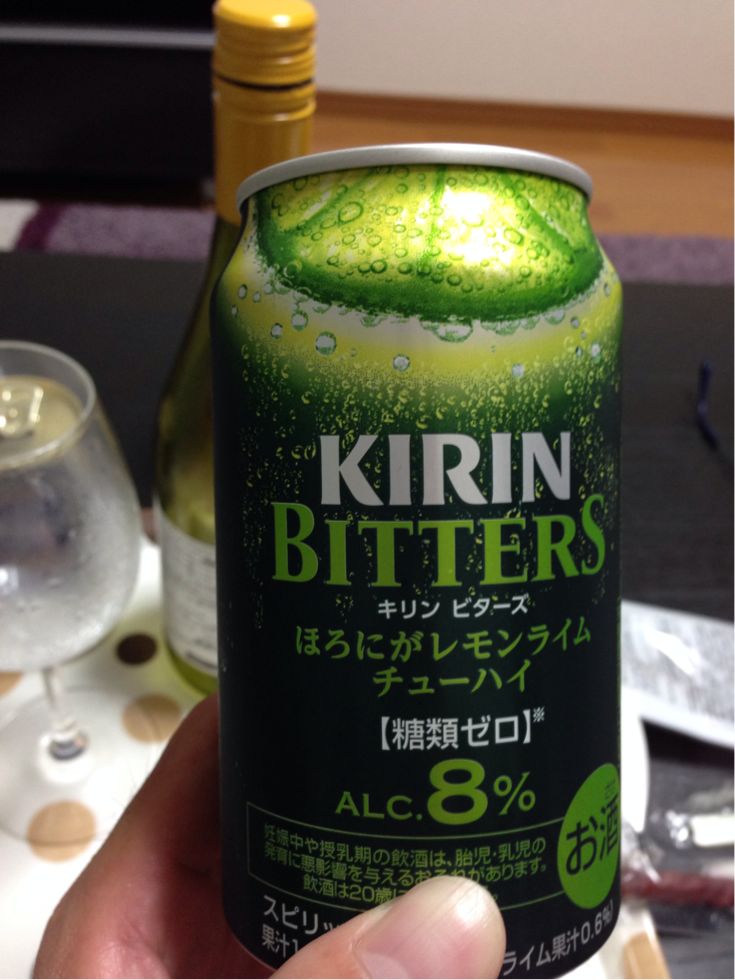 KIRIN
BITTERS
キリン ビターズ
ほろにがレモンライム
チューハイ
【糖類ゼロ】※
ALC.8%
妊娠中や授乳期の飲酒は、胎児・乳児の
発育に悪影響を与えるおそれがあります。
飲酒は20歳に
お酒
スピリッ
果汁1 ライム果汁0.6%)